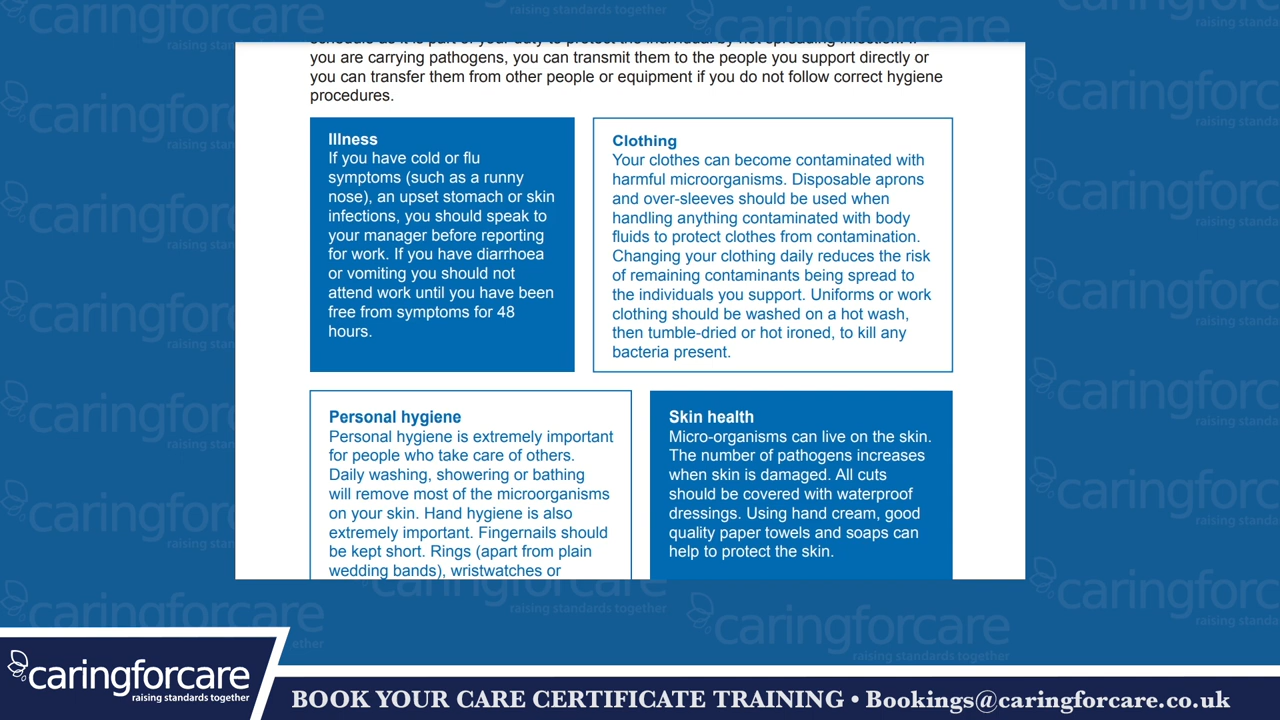 you are carrying pathogens, you can transmit them to the people you support directly or
you can transfer them from other people or equipment if you do not follow correct hygiene
procedures.
Illness
If you have cold or flu
symptoms (such as a runny
nose), an upset stomach or skin
infections, you should speak to
your manager before reporting
for work. If you have diarrhoea
or vomiting you should not
attend work until you have been
free from symptoms for 48
hours.
Clothing
Your clothes can become contaminated with
harmful microorganisms. Disposable aprons
and over-sleeves should be used when
handling anything contaminated with body
fluids to protect clothes from contamination.
Changing your clothing daily reduces the risk
of remaining contaminants being spread to
the individuals you support. Uniforms or work
clothing should be washed on a hot wash,
then tumble-dried or hot ironed, to kill any
bacteria present.
Personal hygiene
Personal hygiene is extremely important
for people who take care of others.
Daily washing, showering or bathing
will remove most of the microorganisms
on your skin. Hand hygiene is also
extremely important. Fingernails should
be kept short. Rings (apart from plain
wedding bands), wristwatches or
Skin health
Micro-organisms can live on the skin.
The number of pathogens increases
when skin is damaged. All cuts
should be covered with waterproof
dressings. Using hand cream, good
quality paper towels and soaps can
help to protect the skin.
caringforcare
raising standards together
BOOK YOUR CARE CERTIFICATE TRAINING • Bookings@caringforcare.co.uk